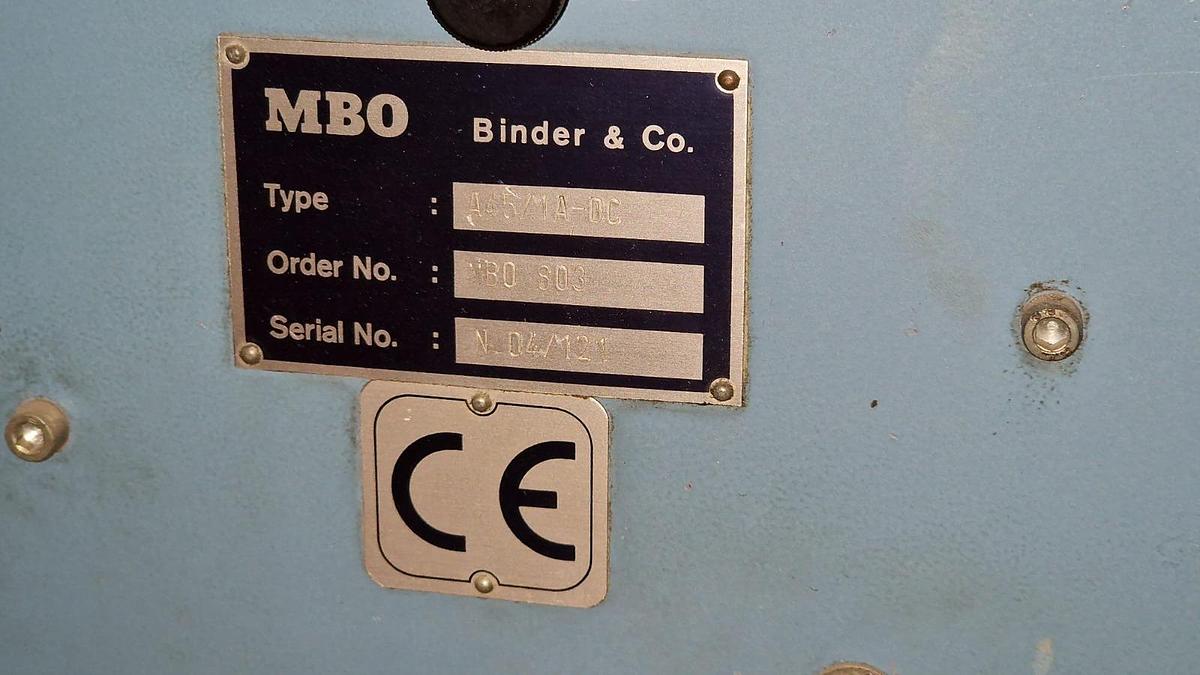 MBO Binder & Co.
Type : A45/1A-DC
Order No. : MBO 803
Serial No. : N.04/121
CE